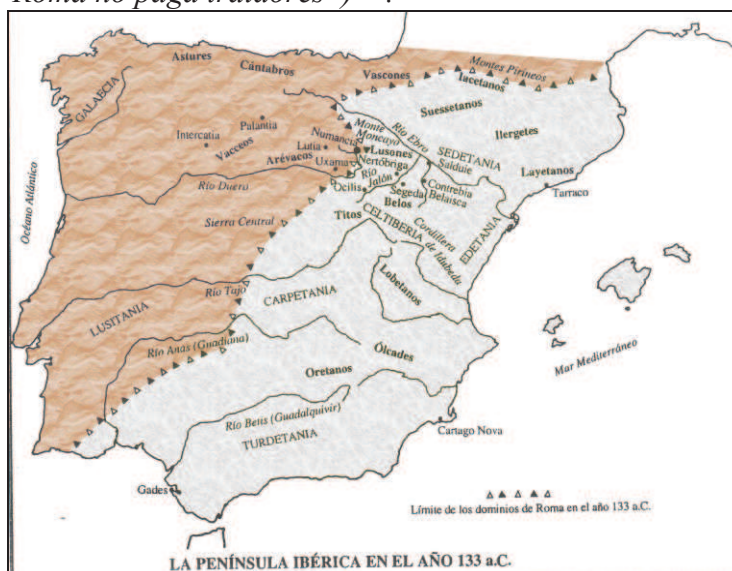 Roma no paga traidores")
Astures
Cántabros
Vascones
Montes Pirineos
Iacetanos
GALAECIA
Suessetanos
Ilergetes
Intercatia
Palantia
Vacceos
Numancia
Monte
Moncayo
Río Ebro
SEDETANIA
Lutia
Lusones
Salduie
Arévacos
Uxama
Nertóbriga
Río
Jalón
Layetanos
Tarraco
Océano Atlántico
Río Duera
Ocilis
Segeda
Contrebia
Belaisca
Belos
Sierra Central
Titos
CELTIBERIA
Cordillera
de Idubeda
EDETANIA
Lobetanos
Río Tajo
CARPETANIA
LUSITANIA
Río Anas (Guadiana)
Ólcades
Oretanos
Mar Mediterráneo
Río Betis (Guadalquivir)
TURDETANIA
Cartago Nova
Gades
Límite de los dominios de Roma en el año 133 a.C.
LA PENÍNSULA IBÉRICA EN EL AÑO 133 a.C.